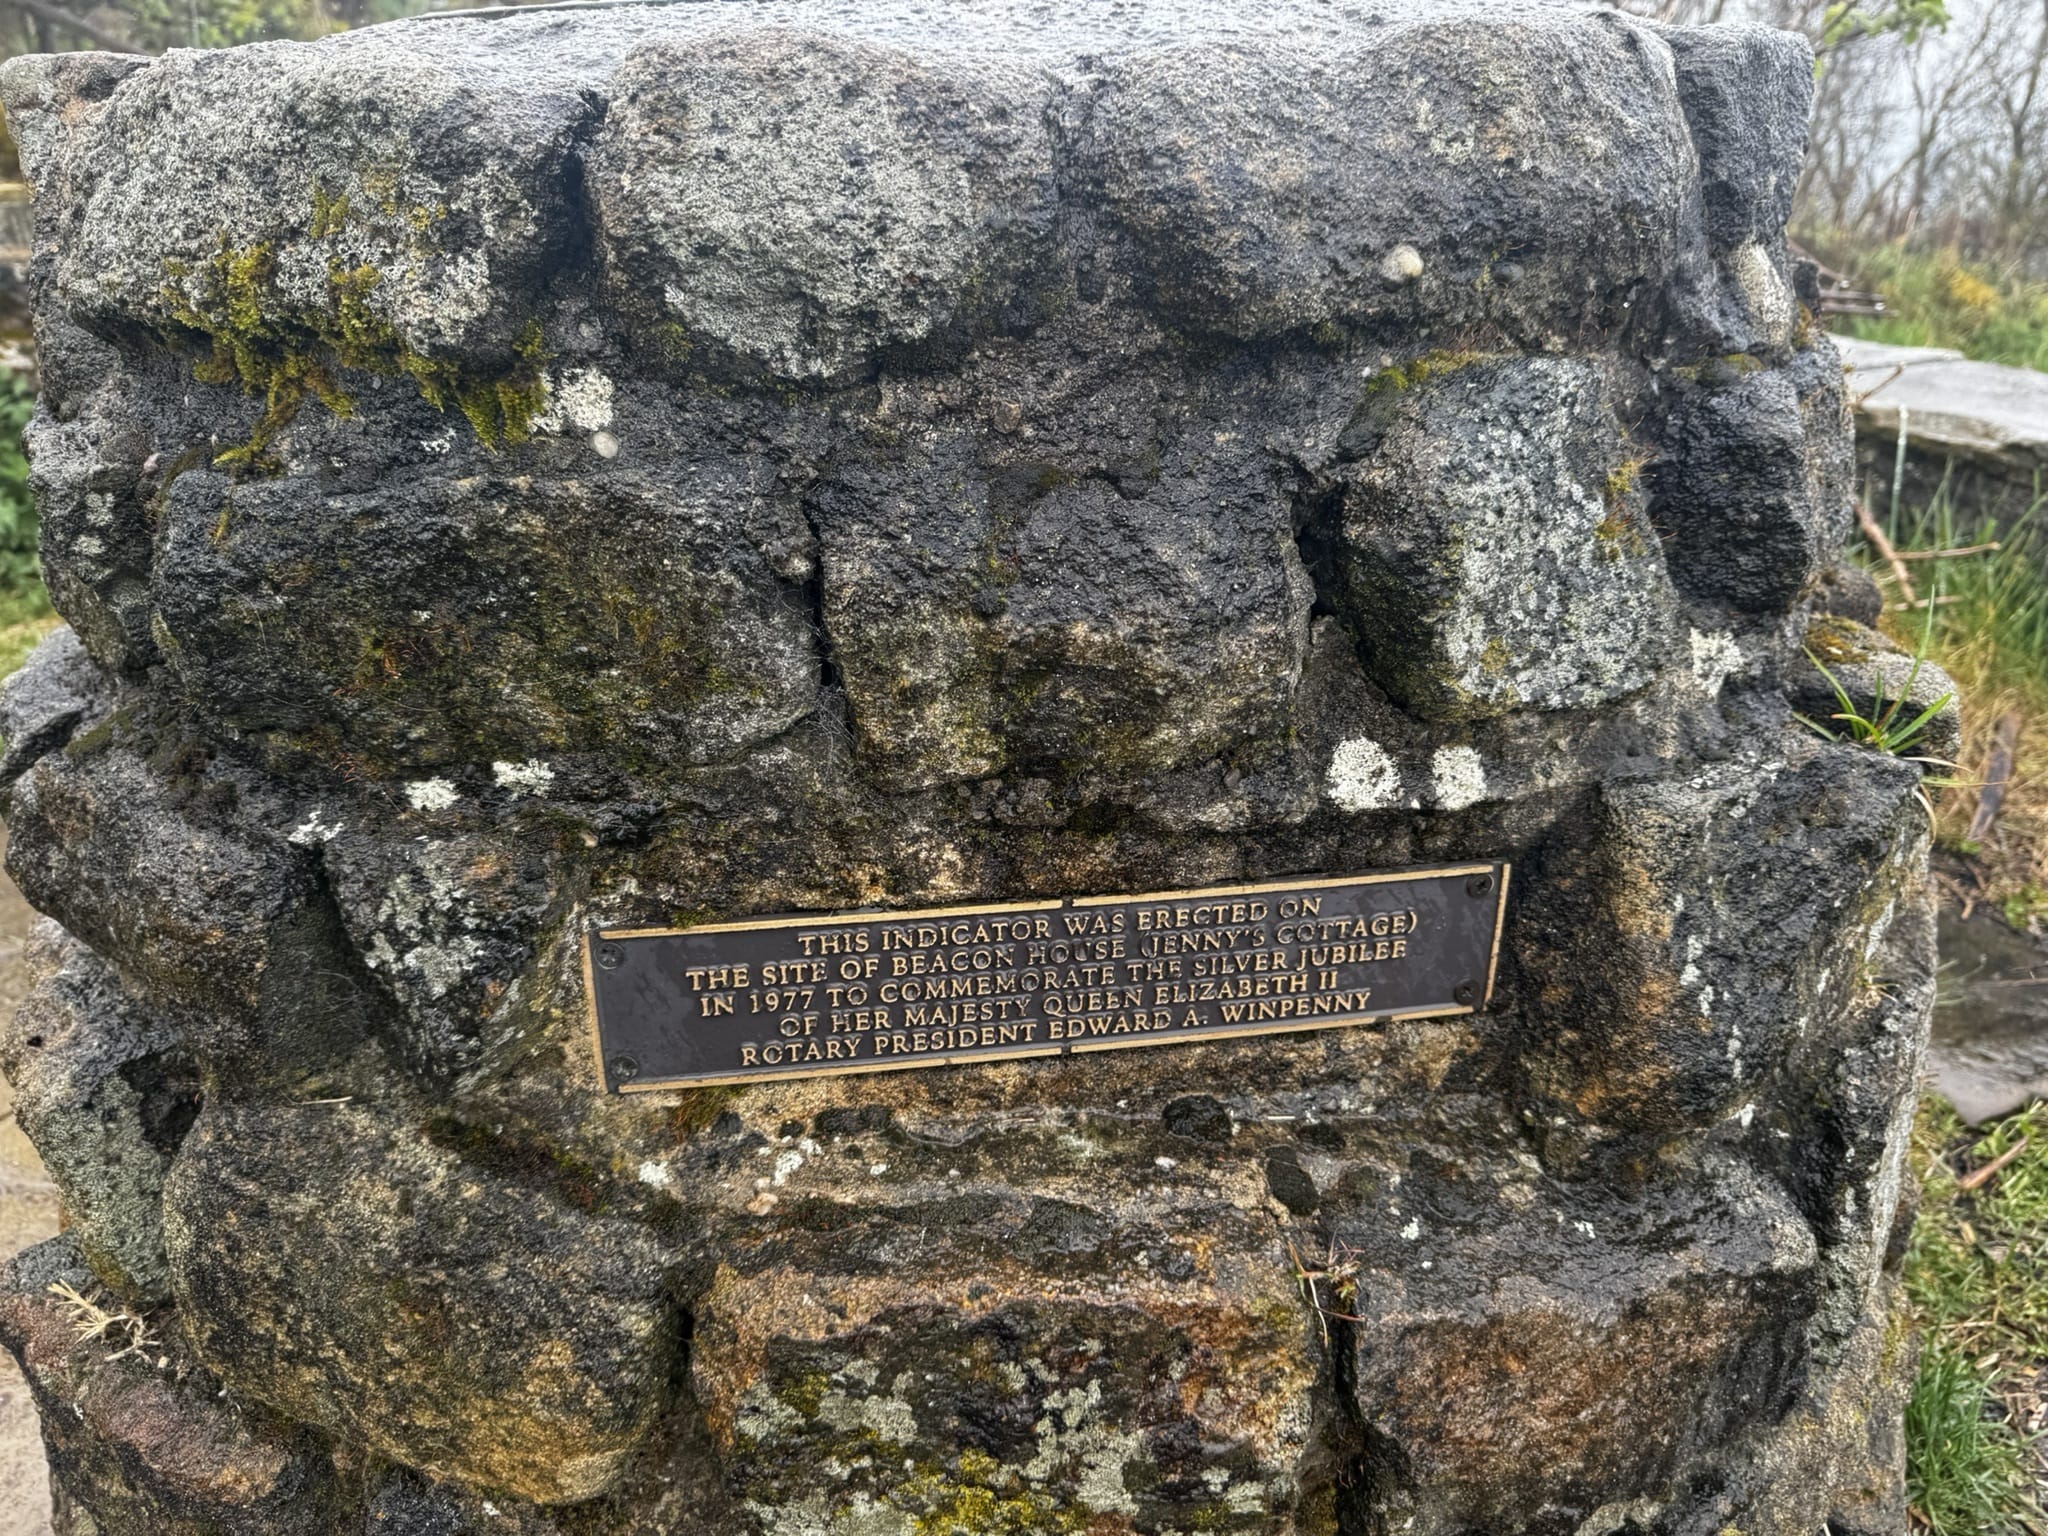 THIS INDICATOR WAS ERECTED ON
THE SITE OF BEACON HOUSE (JENNY'S COTTAGE)
IN 1977 TO COMMEMORATE THE SILVER JUBILEE
OF HER MAJESTY QUEEN ELIZABETH II
ROTARY PRESIDENT EDWARD A. WINPENNY